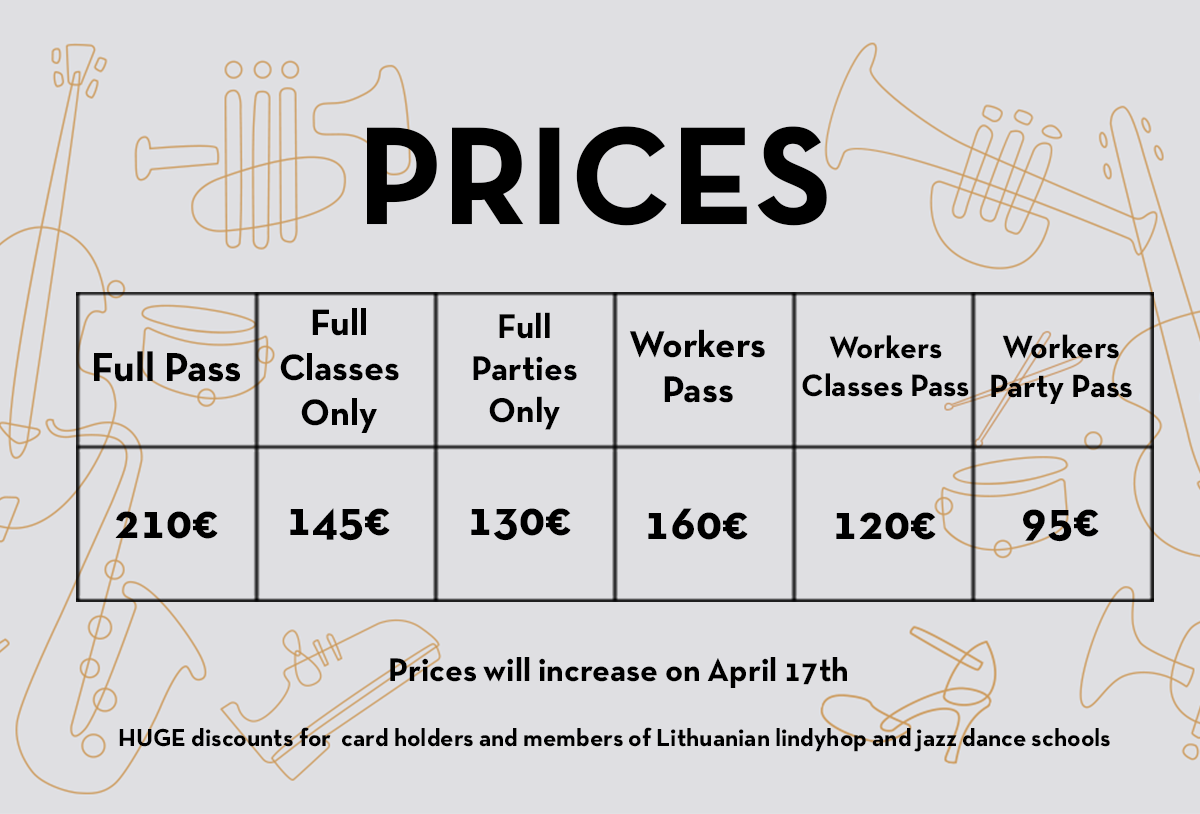 PRICES
Full Pass
Full
Classes
Only
Full
Parties
Only
Workers
Pass
Workers
Classes Pass
Workers
Party Pass
210€
145€
130€
160€
120€
95€
Prices will increase on April 17th
HUGE discounts for card holders and members of Lithuanian lindyhop and jazz dance schools